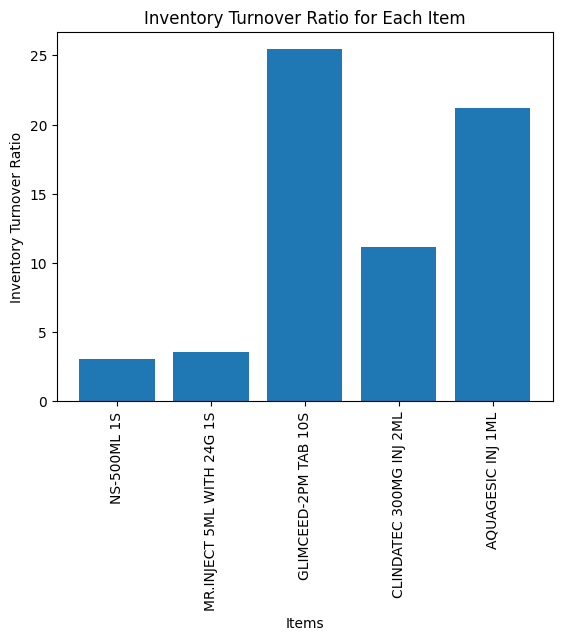 Inventory Turnover Ratio for Each Item
Inventory Turnover Ratio
25
20
15
10
5
0
NS-500ML 1S
MR.INJECT 5ML WITH 24G 1S
GLIMCEED-2PM TAB 10S
CLINDATEC 300MG INJ 2ML
AQUAGESIC INJ 1ML
Items